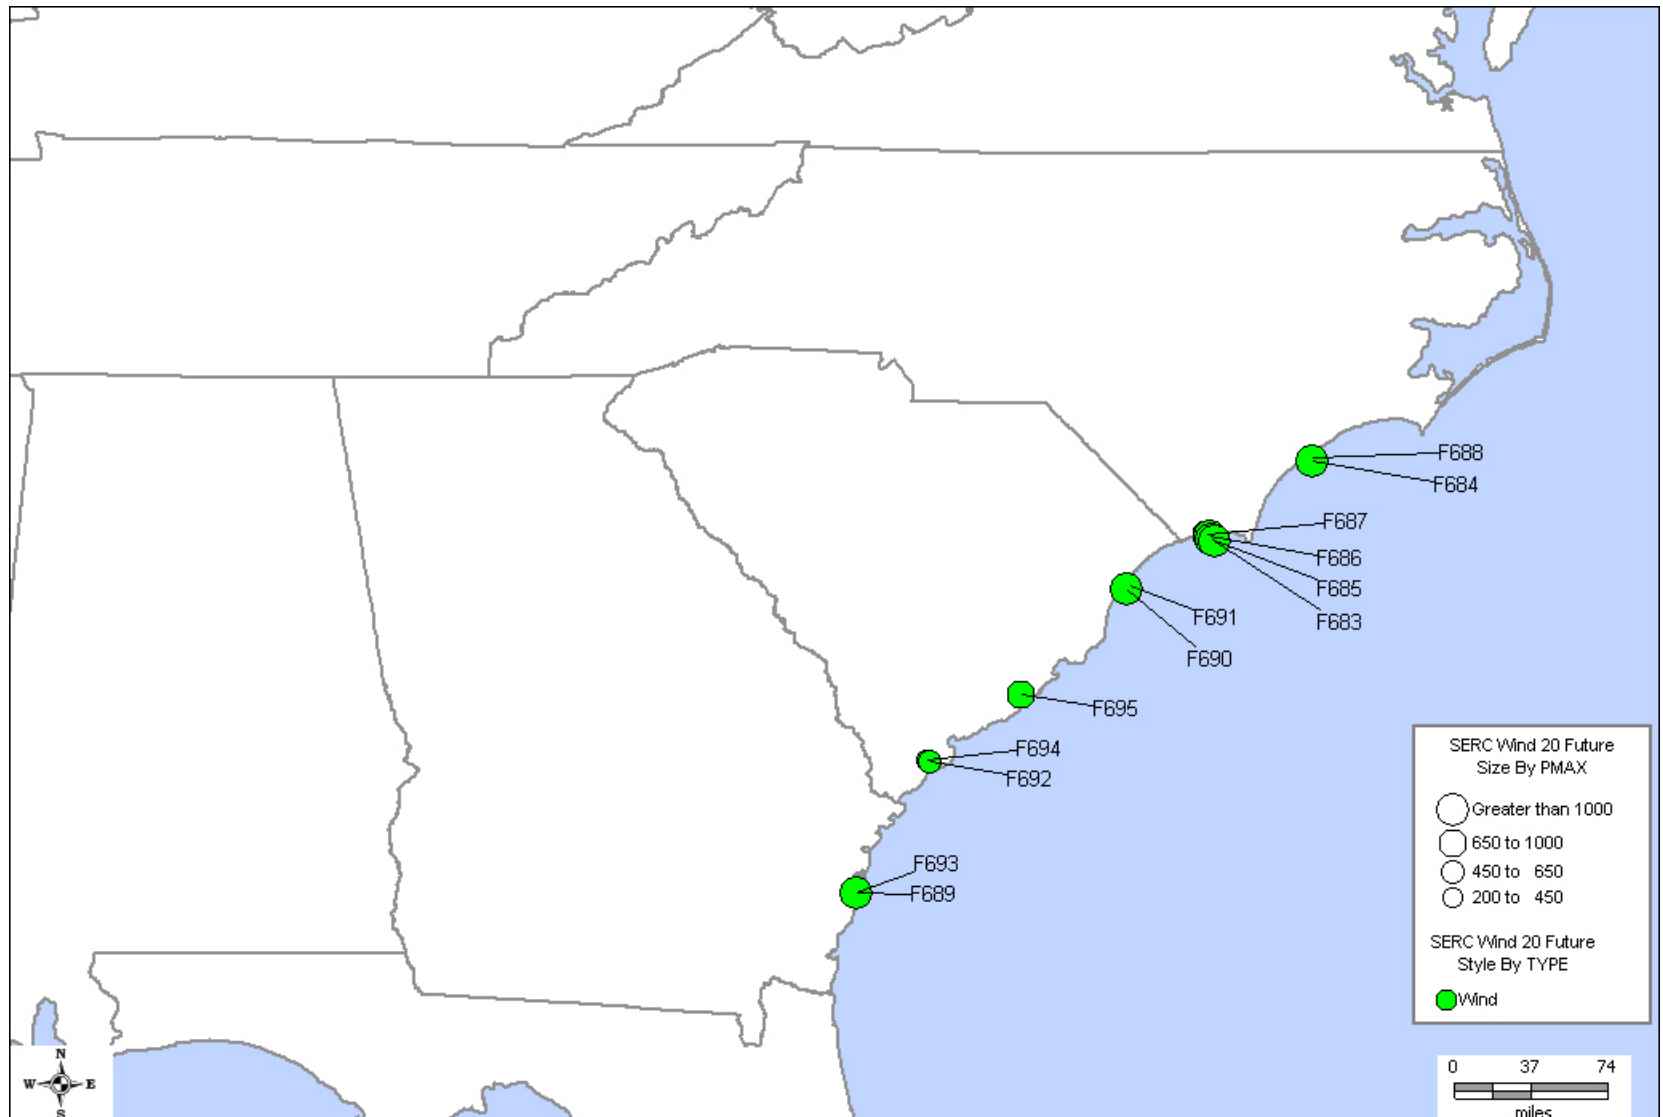 F688
F684
F687
F686
F685
F683
F691
F690
F695
F694
F692
F693
F689
SERC Wind 20 Future
Size By PMAX
Greater than 1000
650 to 1000
450 to 650
200 to 450
SERC Wind 20 Future
Style By TYPE
Wind
N
W E
S
0 37 74
miles